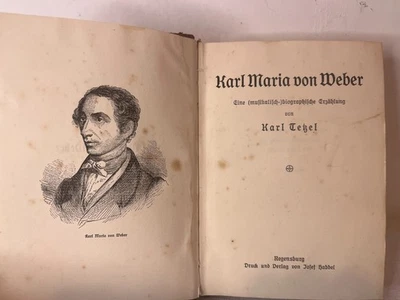 Karl Maria von Weber
Karl Maria von Weber
Eine (musikalisch-)biographische Erzählung
von
Karl Tetzel
Regensburg
Druck und Verlag von Josef Habbel